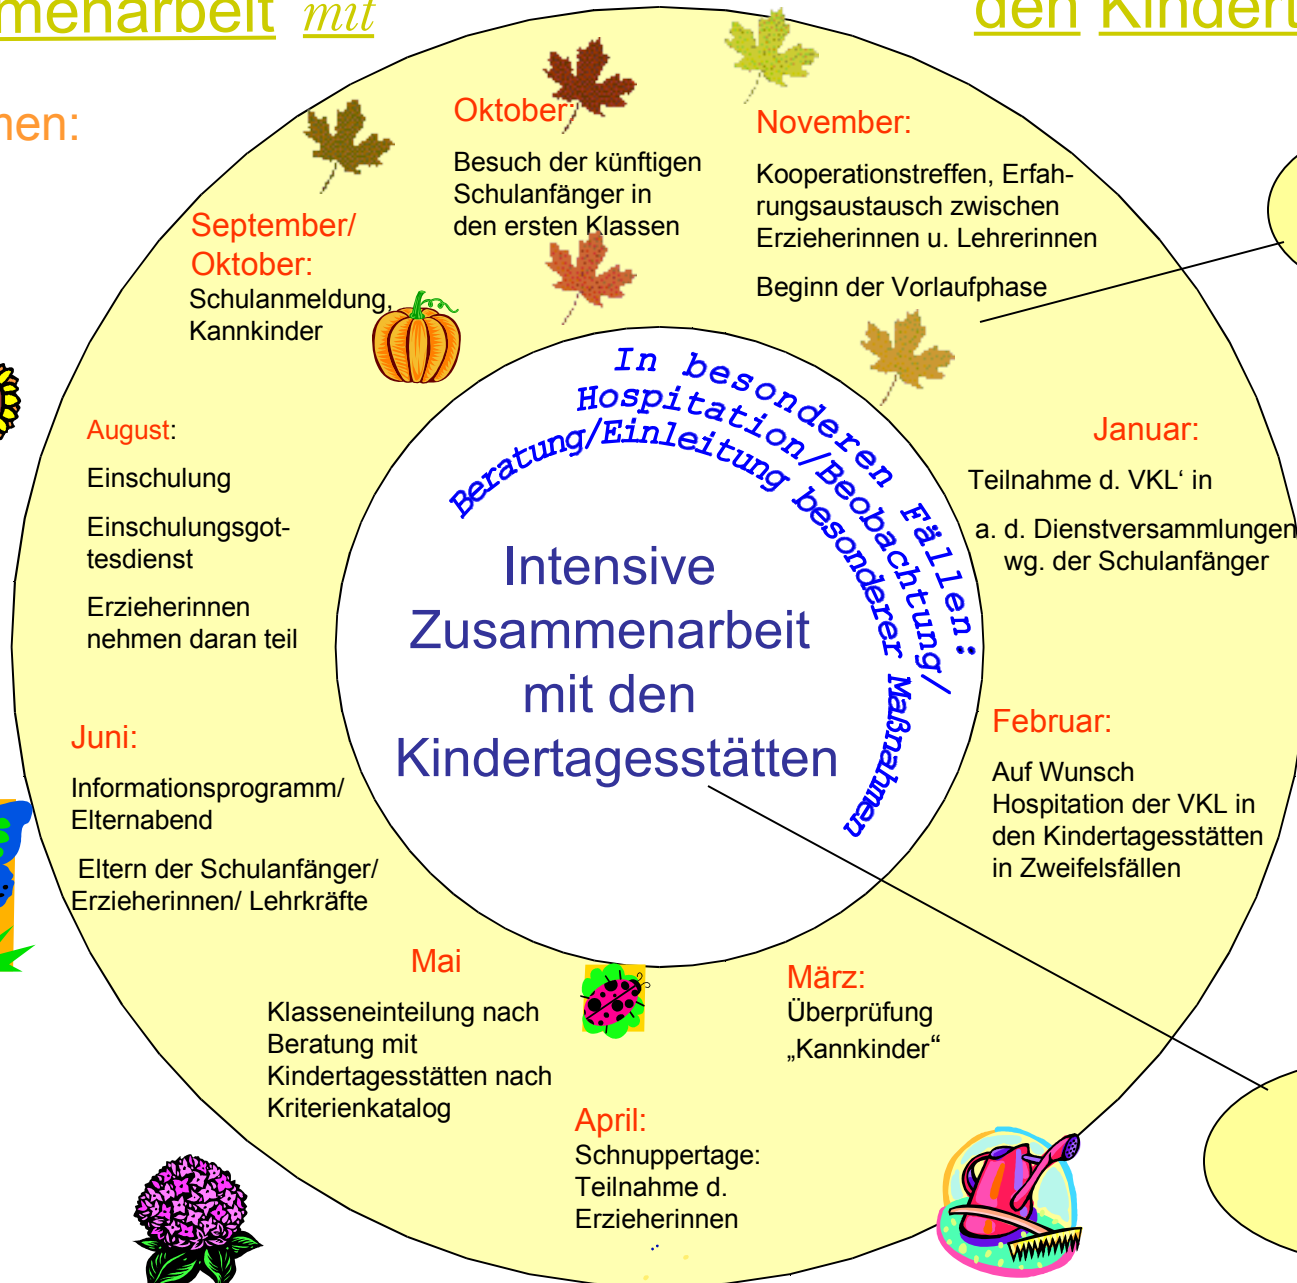 menarbeit mit
den Kindert
nen:
Oktober:
Besuch der künftigen
Schulanfänger in
den ersten Klassen
November:
Kooperationstreffen, Erfah-
rungsaustausch zwischen
Erzieherinnen u. Lehrerinnen
Beginn der Vorlaufphase
September/
Oktober:
Schulanmeldung,
Kannkinder
Januar:
Teilnahme d. VKL‘ in
a. d. Dienstversammlungen
wg. der Schulanfänger
August:
Einschulung
Einschulungsgot-
tesdienst
Erzieherinnen
nehmen daran teil
In besonderen Fällen:
Hospitation/Beobachtung/
Beratung/Einleitung besonderer Maßnahmen
Intensive
Zusammenarbeit
mit den
Kindertagesstätten
Februar:
Auf Wunsch
Hospitation der VKL in
den Kindertagesstätten
in Zweifelsfällen
Juni:
Informationsprogramm/
Elternabend
Eltern der Schulanfänger/
Erzieherinnen/ Lehrkräfte
Mai
Klasseneinteilung nach
Beratung mit
Kindertagesstätten nach
Kriterienkatalog
März:
Überprüfung
„Kannkinder“
April:
Schnuppertage:
Teilnahme d.
Erzieherinnen